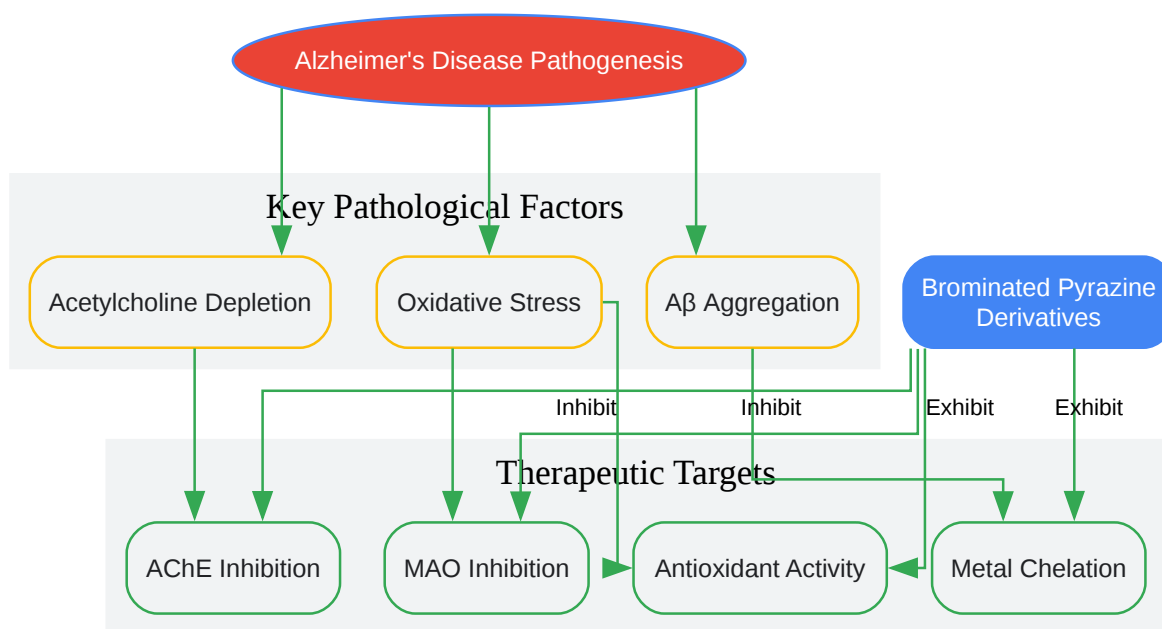 Alzheimer's Disease Pathogenesis
Key Pathological Factors
Acetylcholine Depletion
Oxidative Stress
Aβ Aggregation
Brominated Pyrazine
Derivatives
Inhibit
Inhibit
Exhibit
Exhibit
Therapeutic Targets
AChE Inhibition
MAO Inhibition
Antioxidant Activity
Metal Chelation